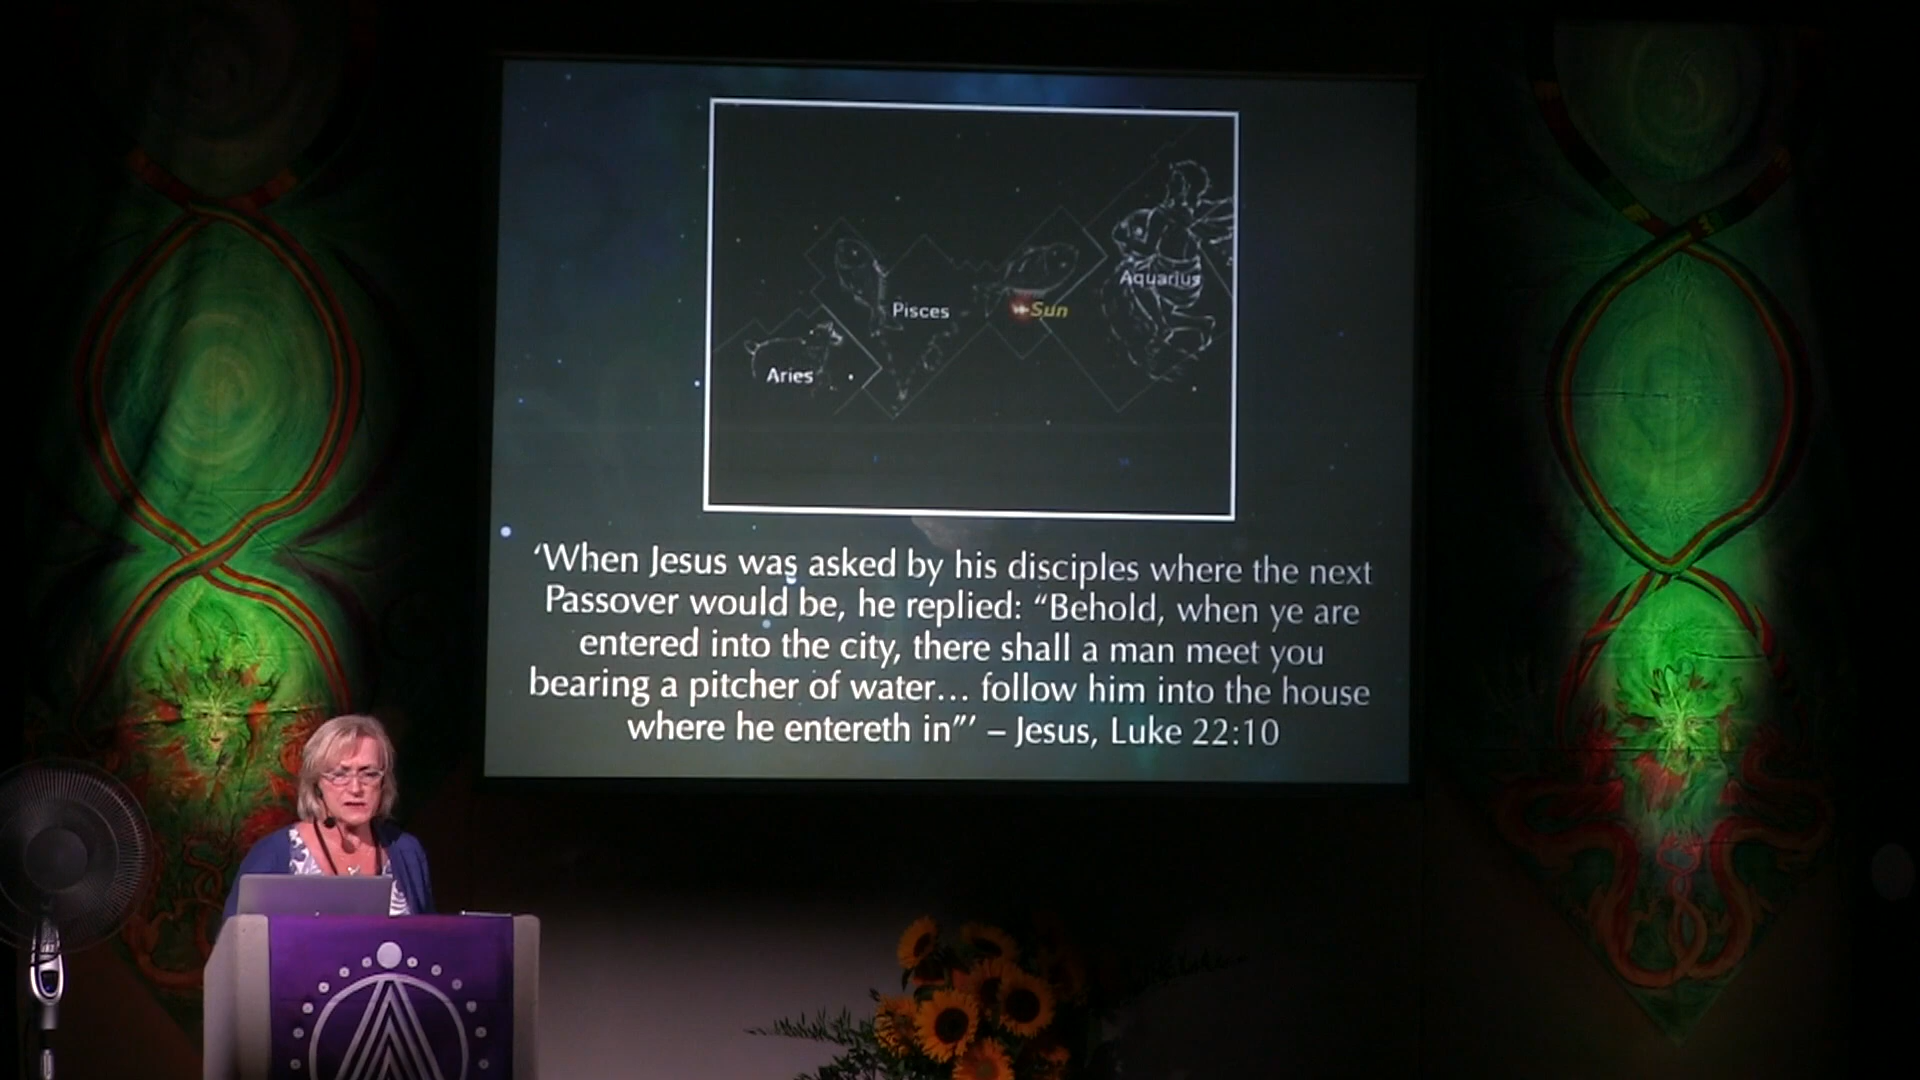 Aquarius
Pisces
Sun
Aries
‘When Jesus was asked by his disciples where the next
Passover would be, he replied: “Behold, when ye are
entered into the city, there shall a man meet you
bearing a pitcher of water... follow him into the house
where he entereth in”’ – Jesus, Luke 22:10